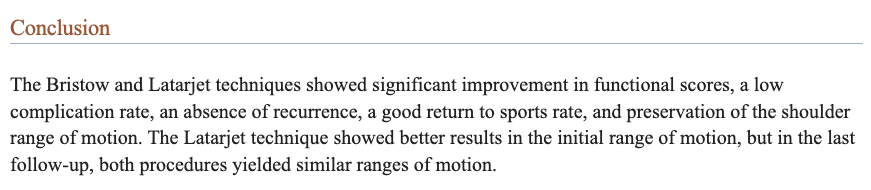 Conclusion
The Bristow and Latarjet techniques showed significant improvement in functional scores, a low
complication rate, an absence of recurrence, a good return to sports rate, and preservation of the shoulder
range of motion. The Latarjet technique showed better results in the initial range of motion, but in the last
follow-up, both procedures yielded similar ranges of motion.